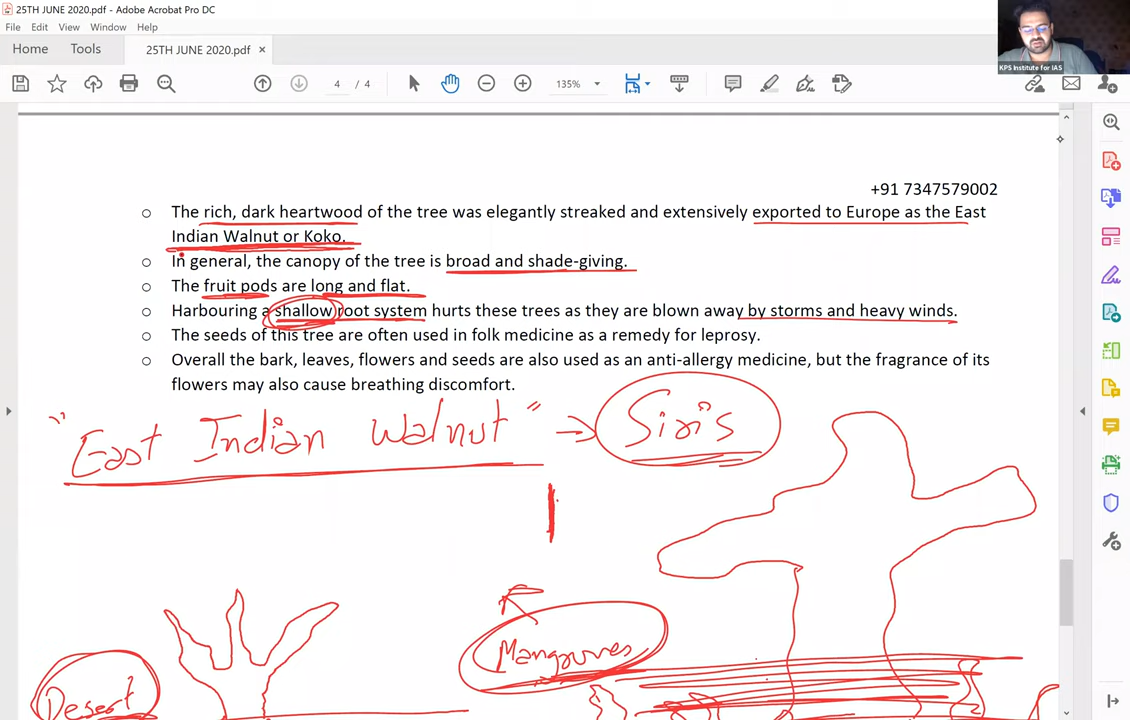 25TH JUNE 2020.pdf - Adobe Acrobat Pro DC
File Edit View Window Help
Home Tools 25TH JUNE 2020.pdf ×
4 / 4 135%
KPS Institute for IAS
+91 7347579002
o The rich, dark heartwood of the tree was elegantly streaked and extensively exported to Europe as the East
Indian Walnut or Koko.
o In general, the canopy of the tree is broad and shade-giving.
o The fruit pods are long and flat.
o Harbouring a shallow root system hurts these trees as they are blown away by storms and heavy winds.
o The seeds of this tree are often used in folk medicine as a remedy for leprosy.
o Overall the bark, leaves, flowers and seeds are also used as an anti-allergy medicine, but the fragrance of its
flowers may also cause breathing discomfort.
"East Indian Walnut" → Siris
Mangroves
Desert